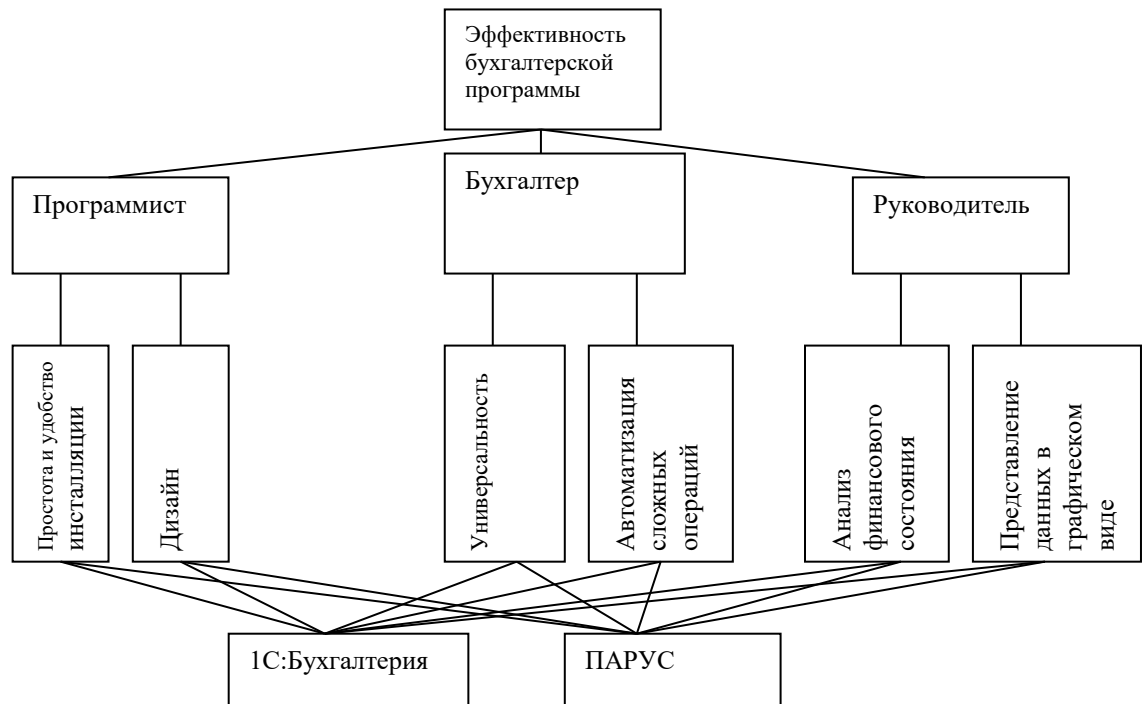 Эффективность
бухгалтерской
программы
Программист
Бухгалтер
Руководитель
Простота и удобство
инсталляции
Дизайн
Универсальность
Автоматизация
сложных
операций
Анализ
финансового
состояния
Представление
данных в
графическом
виде
1С:Бухгалтерия
ПАРУС